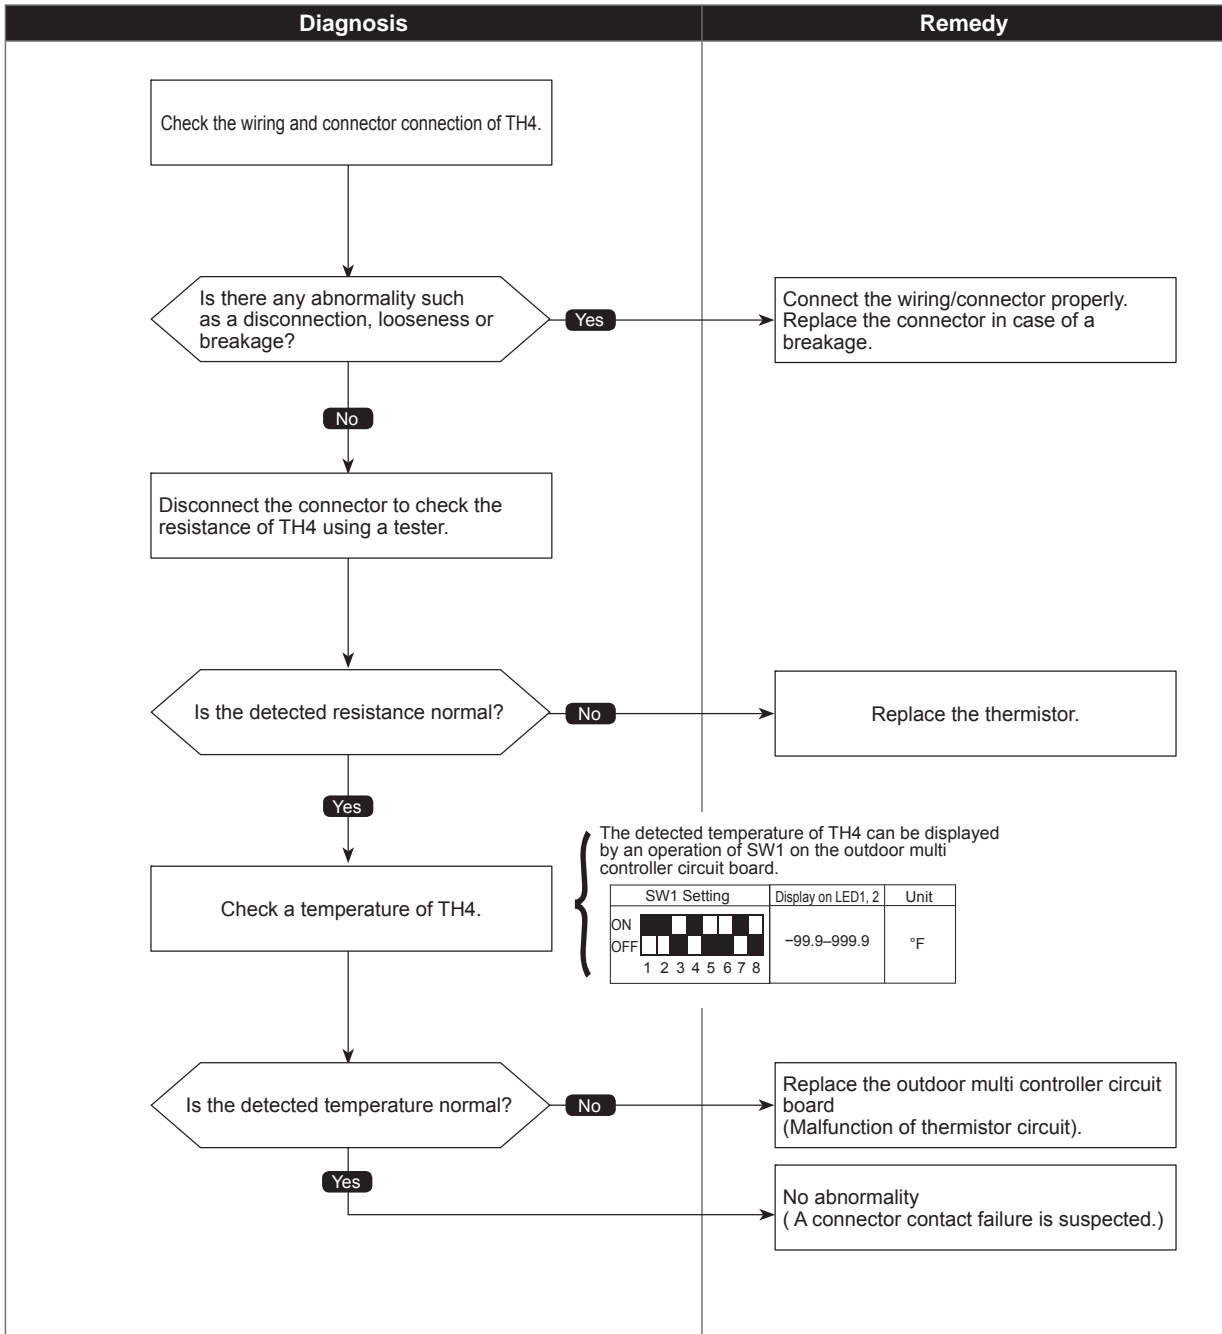 Diagnosis
Remedy
Check the wiring and connector connection of TH4.
Is there any abnormality such
as a disconnection, looseness or
breakage?
Yes
Connect the wiring/connector properly.
Replace the connector in case of a
breakage.
No
Disconnect the connector to check the
resistance of TH4 using a tester.
Is the detected resistance normal?
No
Replace the thermistor.
Yes
The detected temperature of TH4 can be displayed
by an operation of SW1 on the outdoor multi
controller circuit board.
Check a temperature of TH4.
SW1 Setting
Display on LED1, 2
Unit
ON
OFF
1 2 3 4 5 6 7 8
−99.9–999.9
°F
Is the detected temperature normal?
No
Replace the outdoor multi controller circuit
board
(Malfunction of thermistor circuit).
Yes
No abnormality
( A connector contact failure is suspected.)